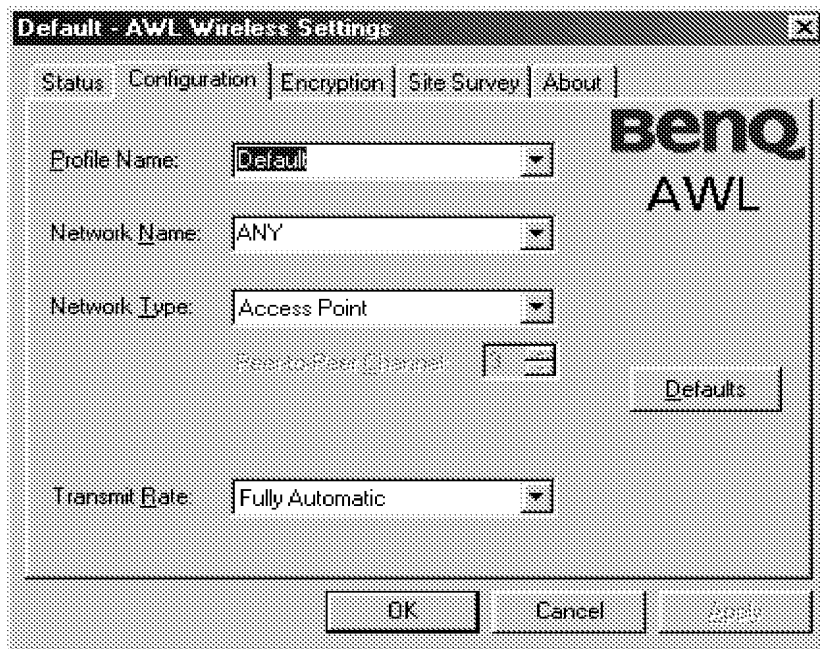 Default - AWL Wireless Settings
Status Configuration Encryption Site Survey About
BenQ
AWL
Profile Name: Default
Network Name: ANY
Network Type: Access Point
Peer to Peer Channel: 3
Defaults
Transmit Rate: Fully Automatic
OK Cancel Apply